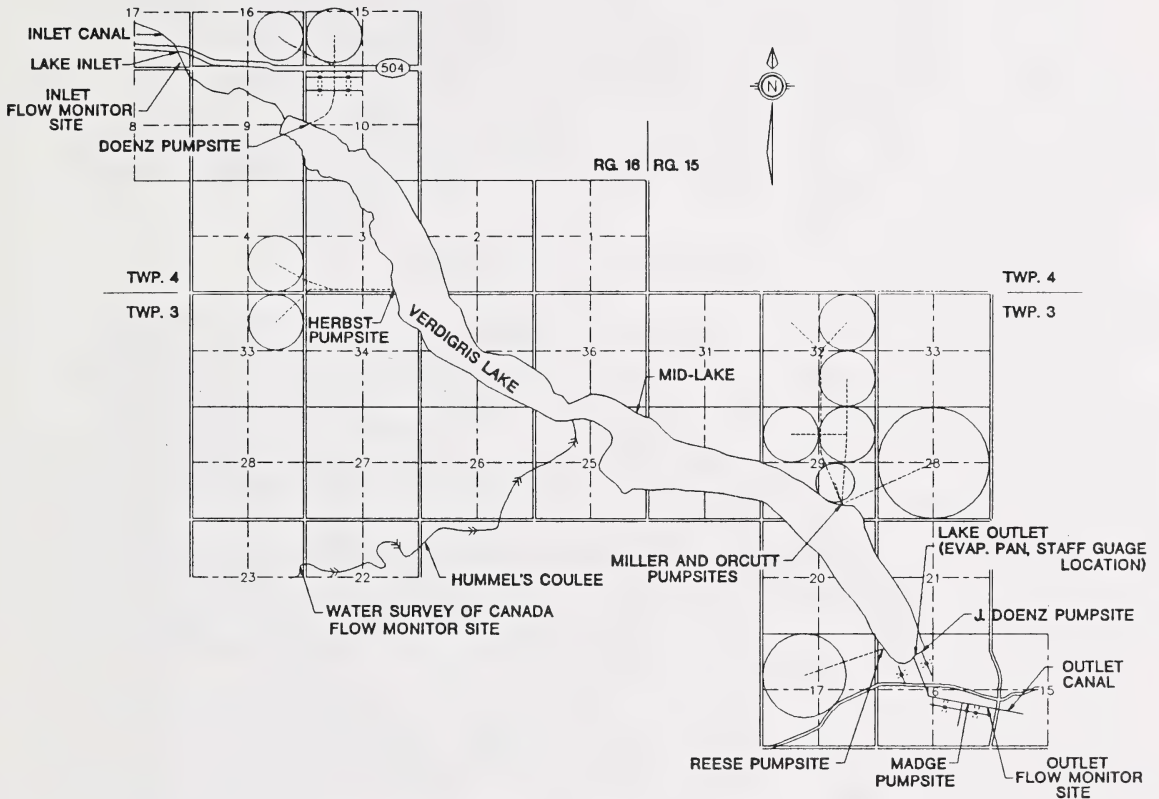 17 16 15
INLET CANAL
LAKE INLET
504
INLET
FLOW MONITOR
SITE
N
8 9 10
DOENZ PUMPSITE
RG. 16 RG. 15
4 3 2 1
TWP. 4 TWP. 4
TWP. 3 TWP. 3
HERBST
PUMPSITE
VERDIGRIS LAKE
33 34 36 31 32 33
MID-LAKE
28 27 26 25 29 28
LAKE OUTLET
(EVAP. PAN, STAFF GUAGE
LOCATION)
MILLER AND ORCUTT
PUMPSITES
23 22 20 21
HUMMEL'S COULEE
WATER SURVEY OF CANADA
FLOW MONITOR SITE
J. DOENZ PUMPSITE
OUTLET
CANAL
17 16 15
REESE PUMPSITE
MADGE
PUMPSITE
OUTLET
FLOW MONITOR
SITE